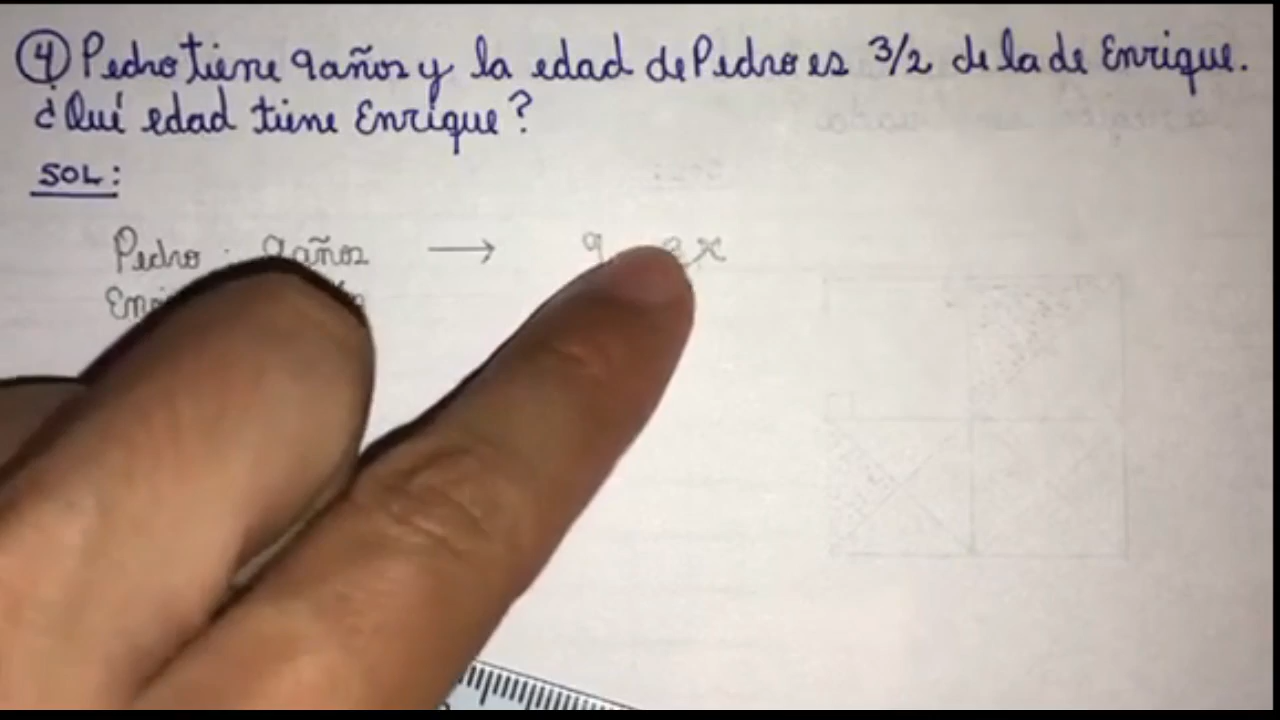 ④ Pedro tiene 9 años y la edad de Pedro es 3/2 de la de Enrique.
¿Qué edad tiene Enrique?
SOL:
Pedro : 9 años → 9 x